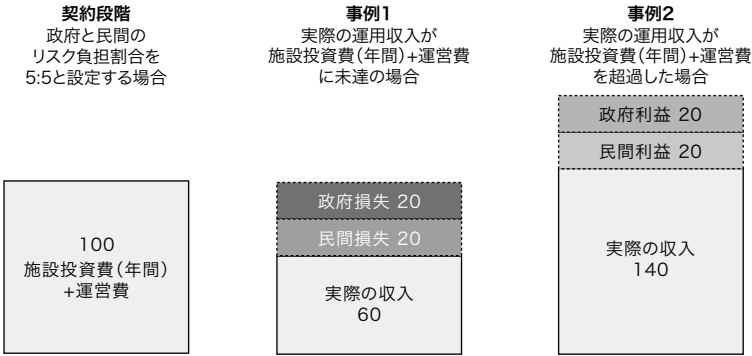 契約段階
政府と民間の
リスク負担割合を
5:5と設定する場合
100
施設投資費(年間)
+運営費
事例1
実際の運用収入が
施設投資費(年間)+運営費
に未達の場合
政府損失 20
民間損失 20
実際の収入
60
事例2
実際の運用収入が
施設投資費(年間)+運営費
を超過した場合
政府利益 20
民間利益 20
実際の収入
140